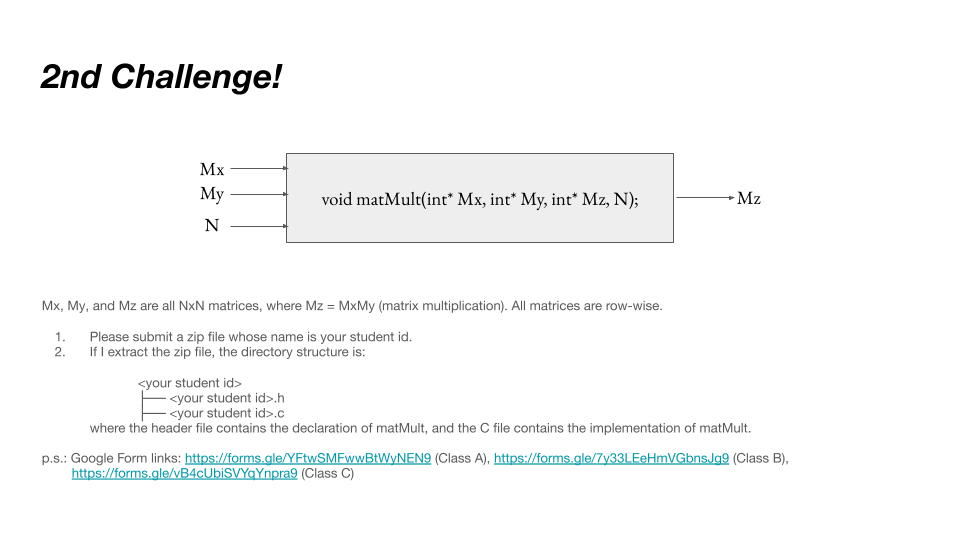 2nd Challenge!
Mx
My
N
void matMult(int* Mx, int* My, int* Mz, N);
Mz
Mx, My, and Mz are all NxN matrices, where Mz = MxMy (matrix multiplication). All matrices are row-wise.
1. Please submit a zip file whose name is your student id.
2. If I extract the zip file, the directory structure is:
<your student id>
├── <your student id>.h
├── <your student id>.c
where the header file contains the declaration of matMult, and the C file contains the implementation of matMult.
p.s.: Google Form links: https://forms.gle/YFtwSMFwwBtWyNEN9 (Class A), https://forms.gle/7y33LEeHmVGbnsJg9 (Class B),
https://forms.gle/vB4cUbiSVYqYnpra9 (Class C)